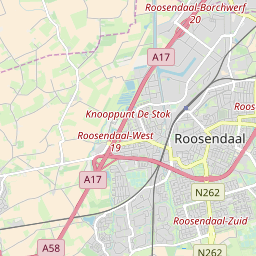 Roosendaal-Borchwerf
20
A17
Knooppunt De Stok
Roosendaal-West
19
Roosendaal
A17
N262
Roosendaal-Zuid
A58
N262